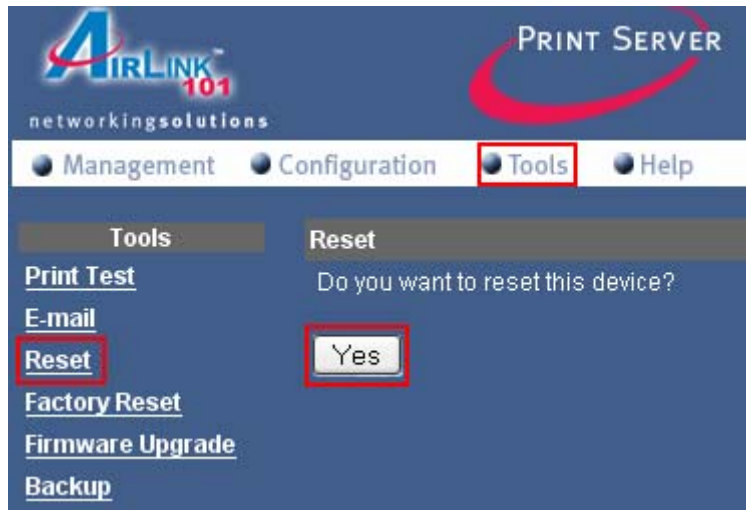 AIRLINK™
101
networkingsolutions
PRINT SERVER
Management Configuration Tools Help
Tools
Print Test
E-mail
Reset
Factory Reset
Firmware Upgrade
Backup
Reset
Do you want to reset this device?
Yes